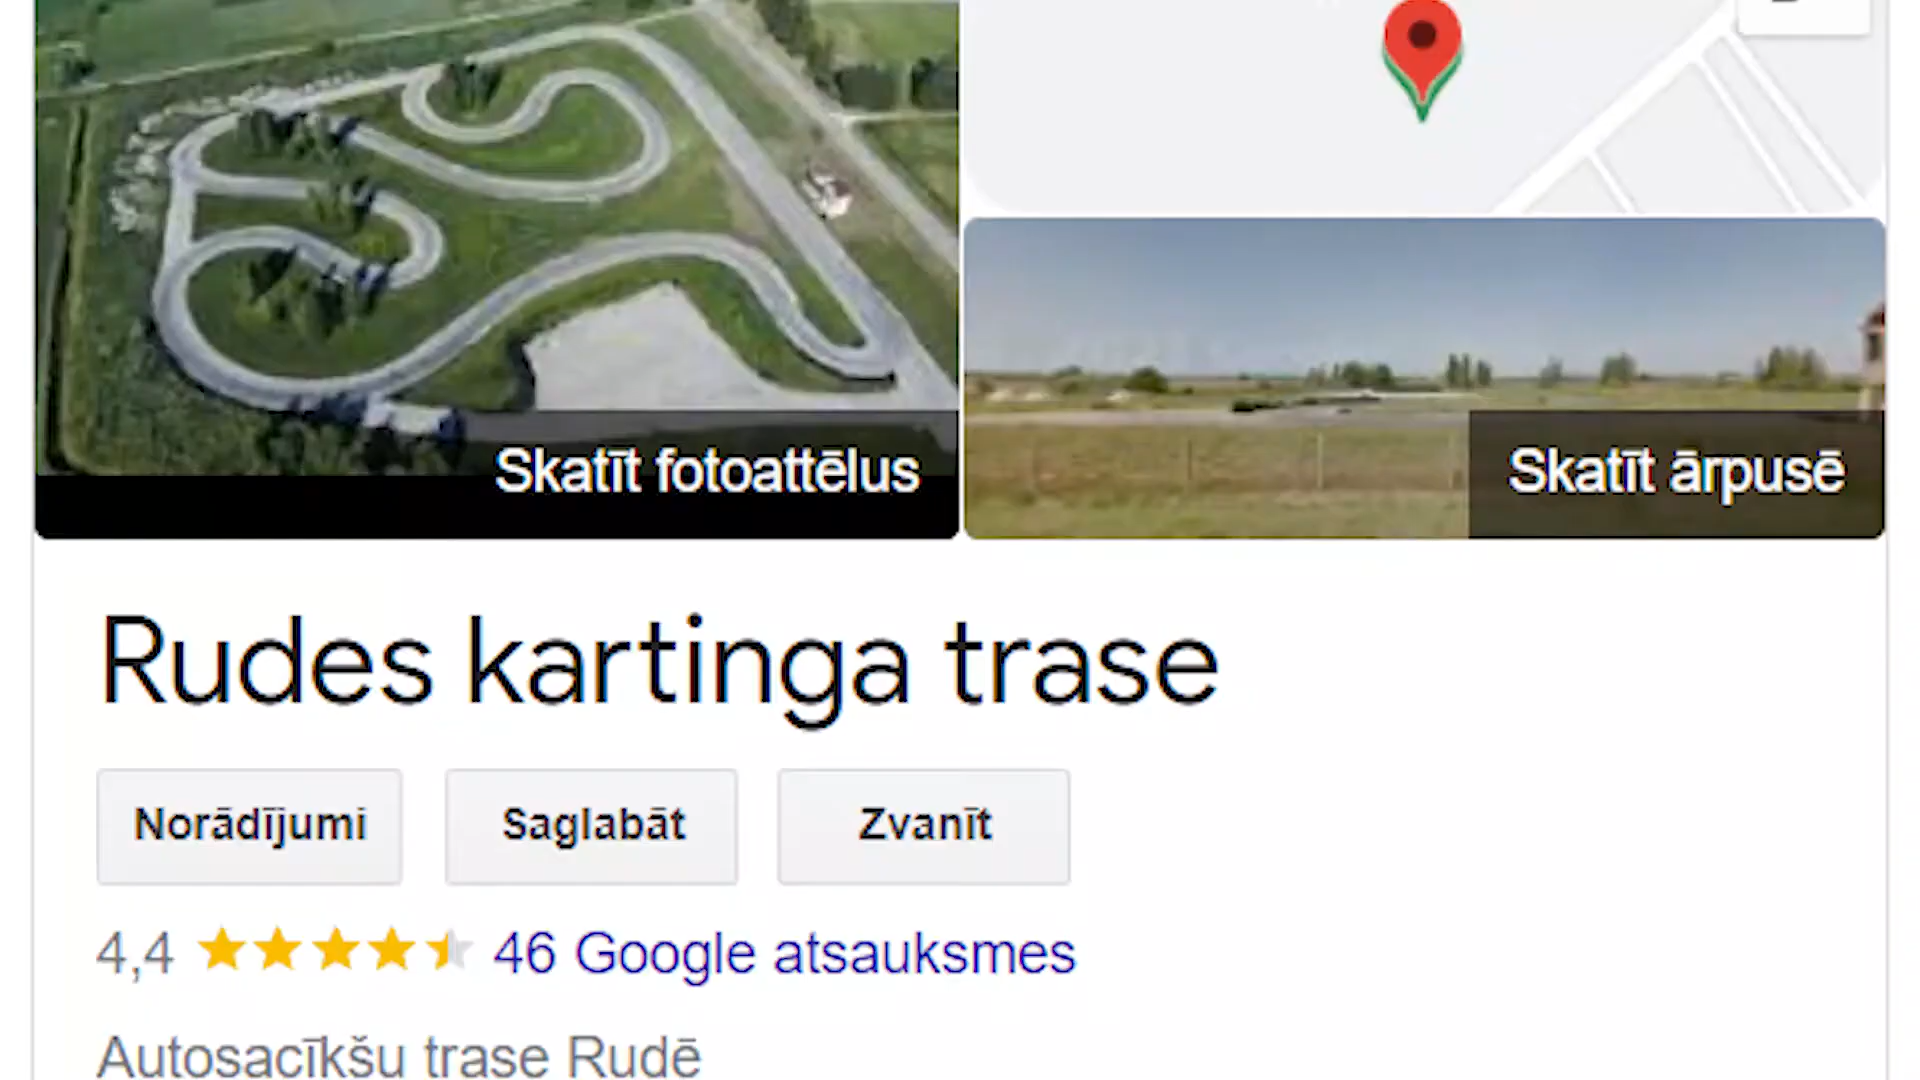 Skatīt fotoattēlus
Skatīt ārpusē
Rudes kartinga trase
Norādījumi
Saglabāt
Zvanīt
4,4
46 Google atsauksmes
Autosacīkšu trase Rudē